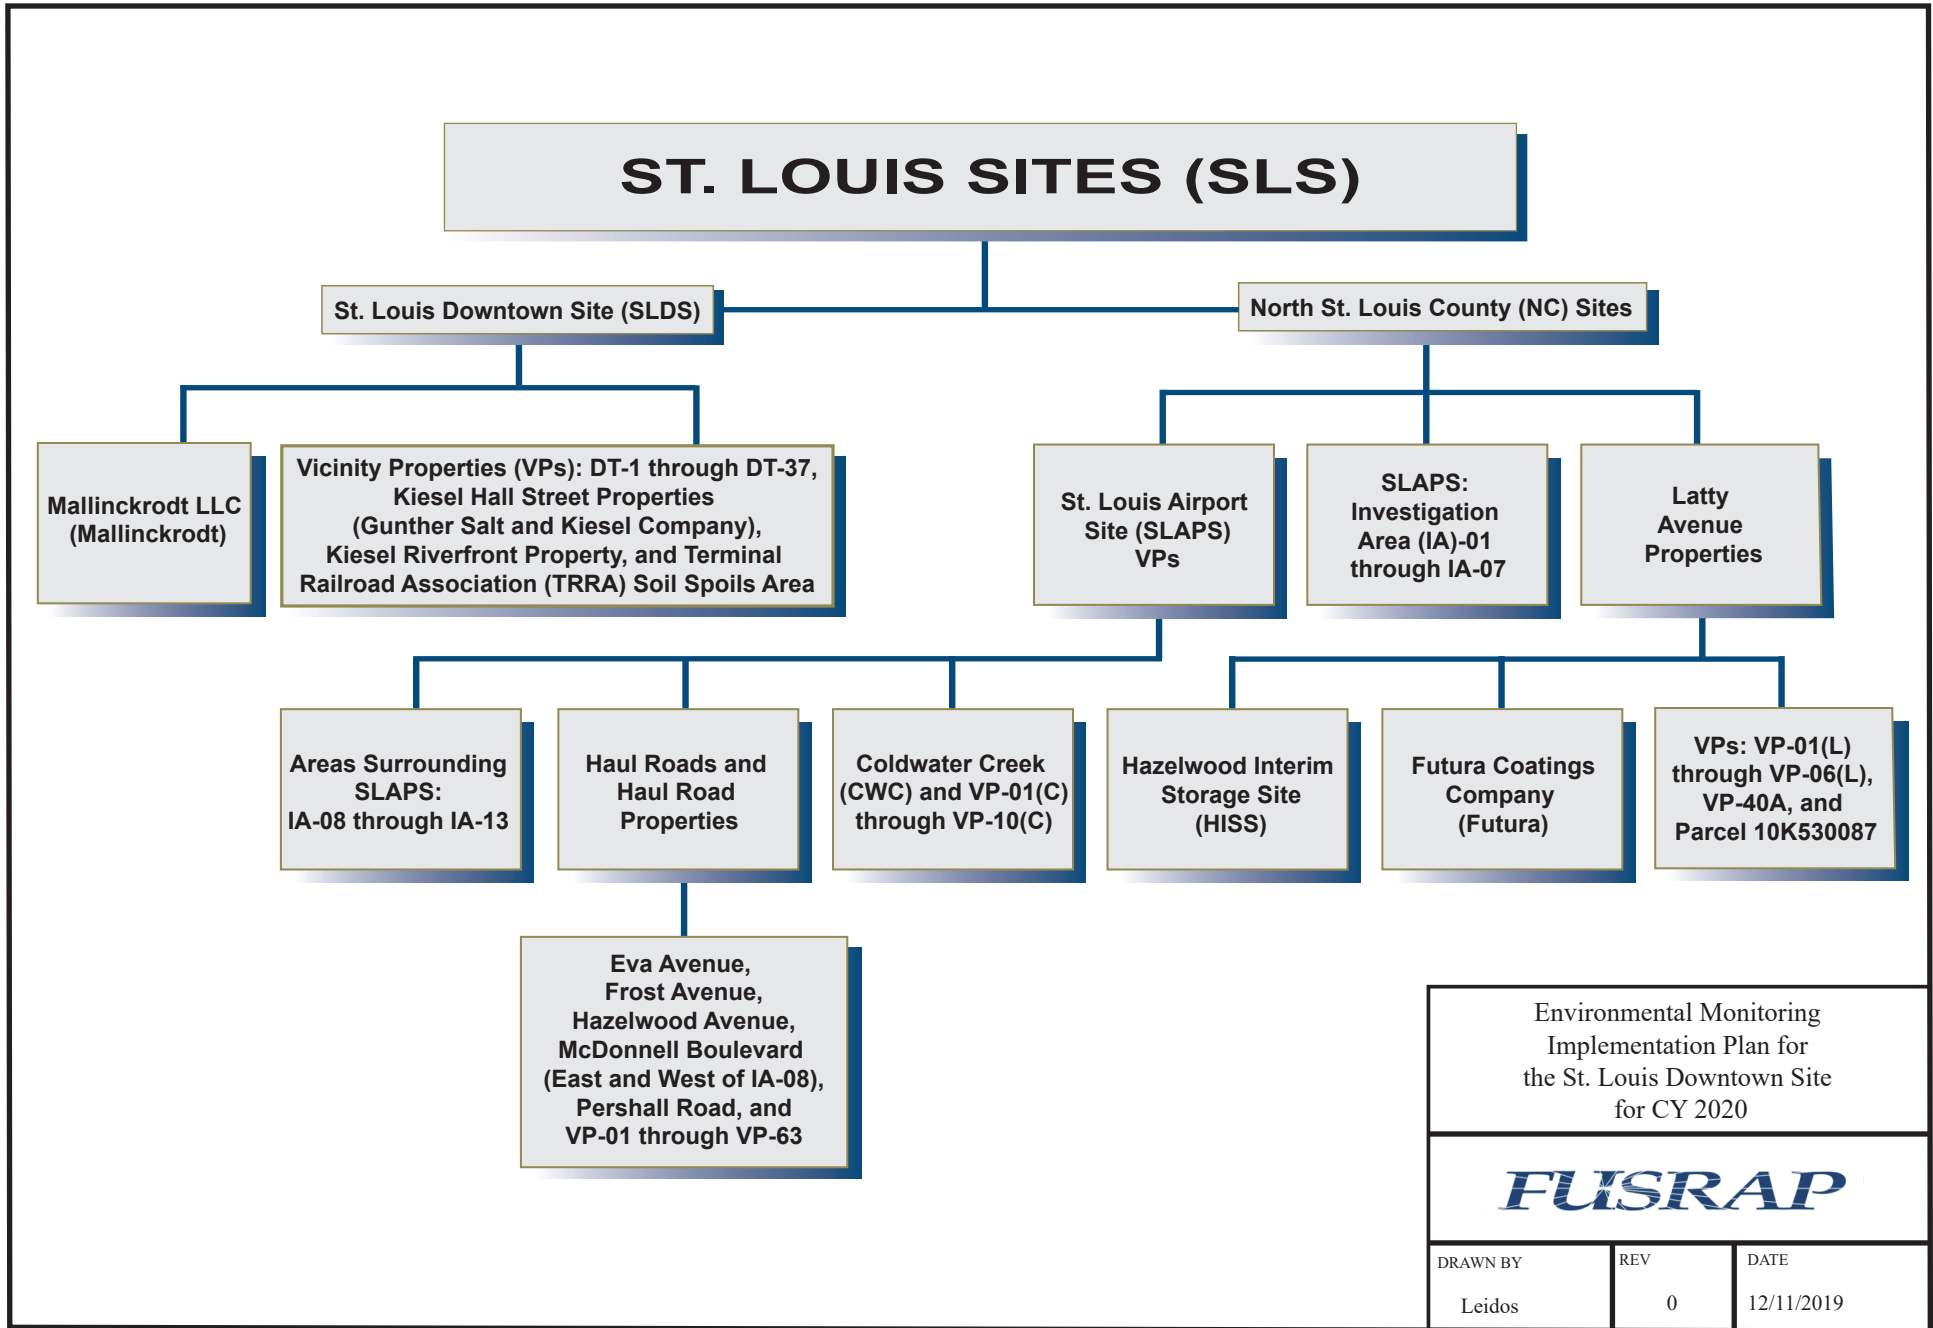 ST. LOUIS SITES (SLS)
St. Louis Downtown Site (SLDS)
North St. Louis County (NC) Sites
Mallinckrodt LLC
(Mallinckrodt)
Vicinity Properties (VPs): DT-1 through DT-37,
Kiesel Hall Street Properties
(Gunther Salt and Kiesel Company),
Kiesel Riverfront Property, and Terminal
Railroad Association (TRRA) Soil Spoils Area
St. Louis Airport
Site (SLAPS)
VPs
SLAPS:
Investigation
Area (IA)-01
through IA-07
Latty
Avenue
Properties
Areas Surrounding
SLAPS:
IA-08 through IA-13
Haul Roads and
Haul Road
Properties
Coldwater Creek
(CWC) and VP-01(C)
through VP-10(C)
Hazelwood Interim
Storage Site
(HISS)
Futura Coatings
Company
(Futura)
VPs: VP-01(L)
through VP-06(L),
VP-40A, and
Parcel 10K530087
Eva Avenue,
Frost Avenue,
Hazelwood Avenue,
McDonnell Boulevard
(East and West of IA-08),
Pershall Road, and
VP-01 through VP-63
Environmental Monitoring
Implementation Plan for
the St. Louis Downtown Site
for CY 2020
FUSRAP
DRAWN BY
Leidos
REV
0
DATE
12/11/2019